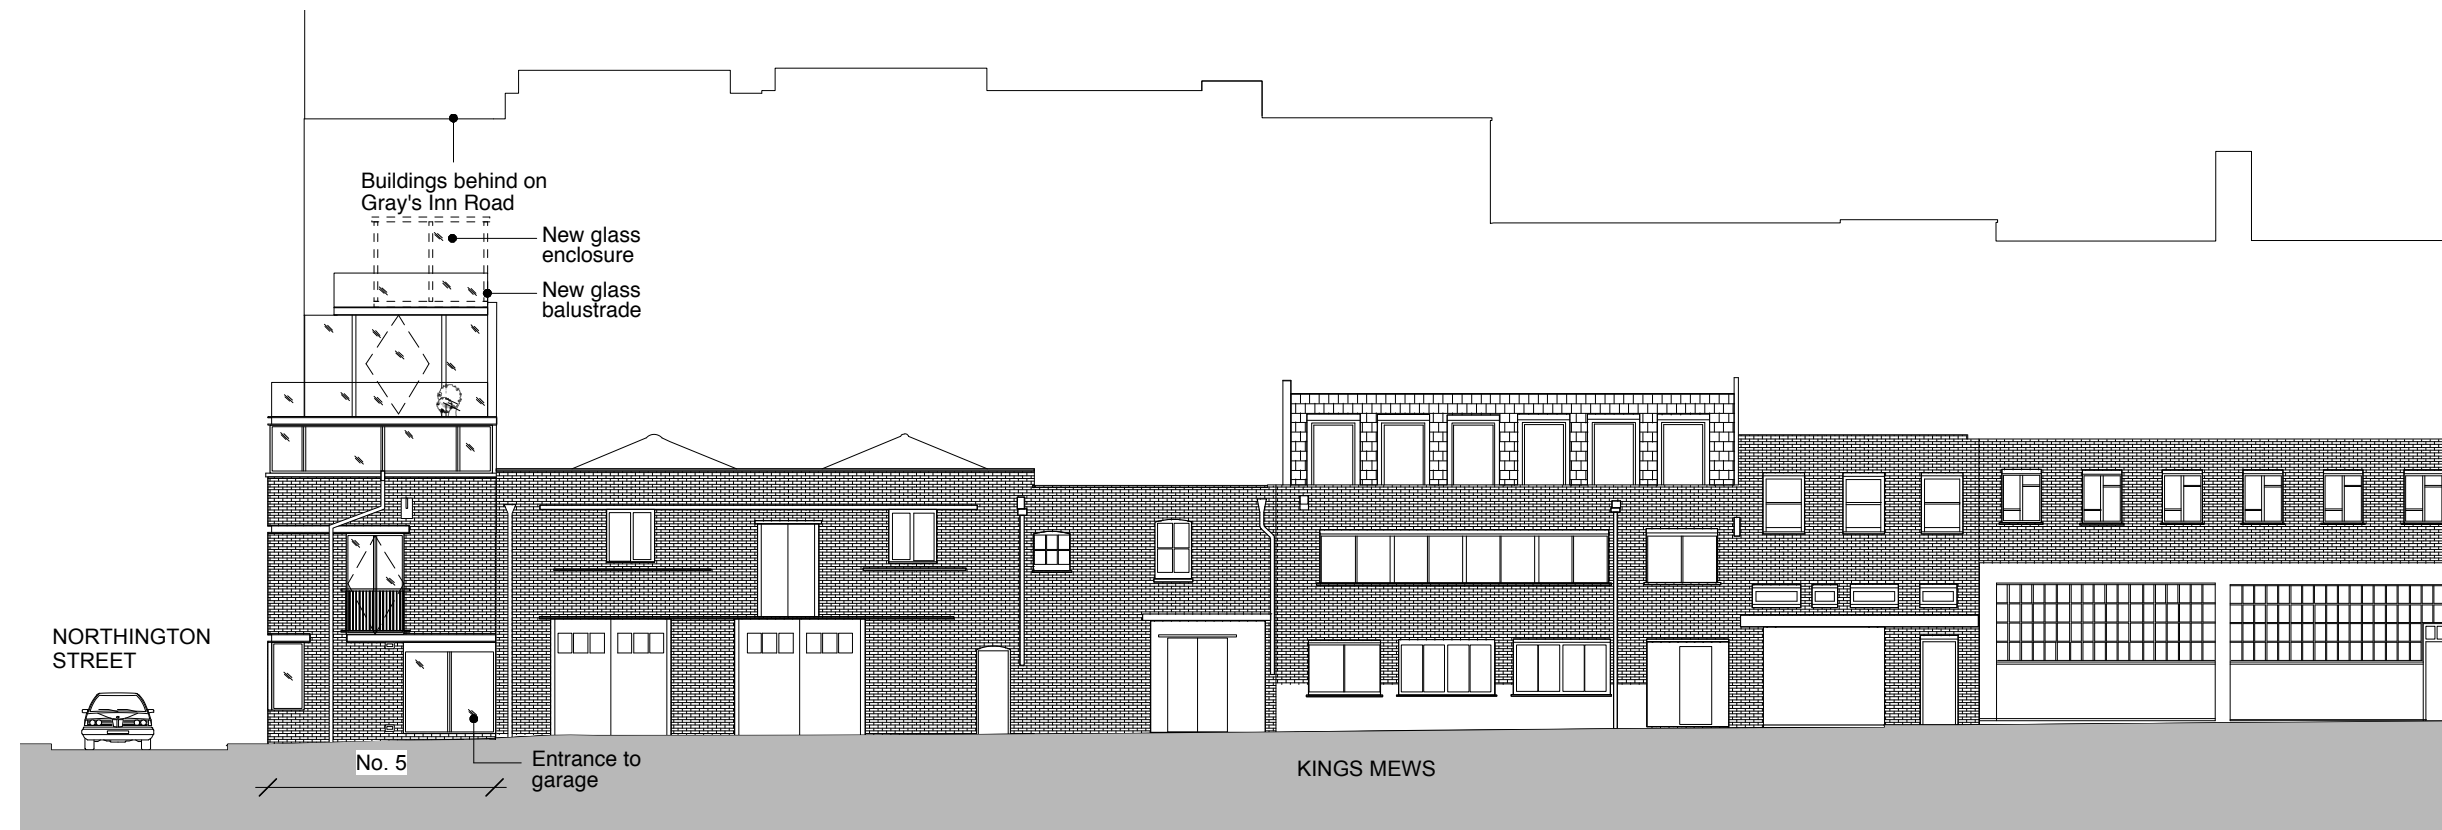 Buildings behind on
Gray's Inn Road
New glass
enclosure
New glass
balustrade
NORTHINGTON
STREET
No. 5
Entrance to
garage
KINGS MEWS